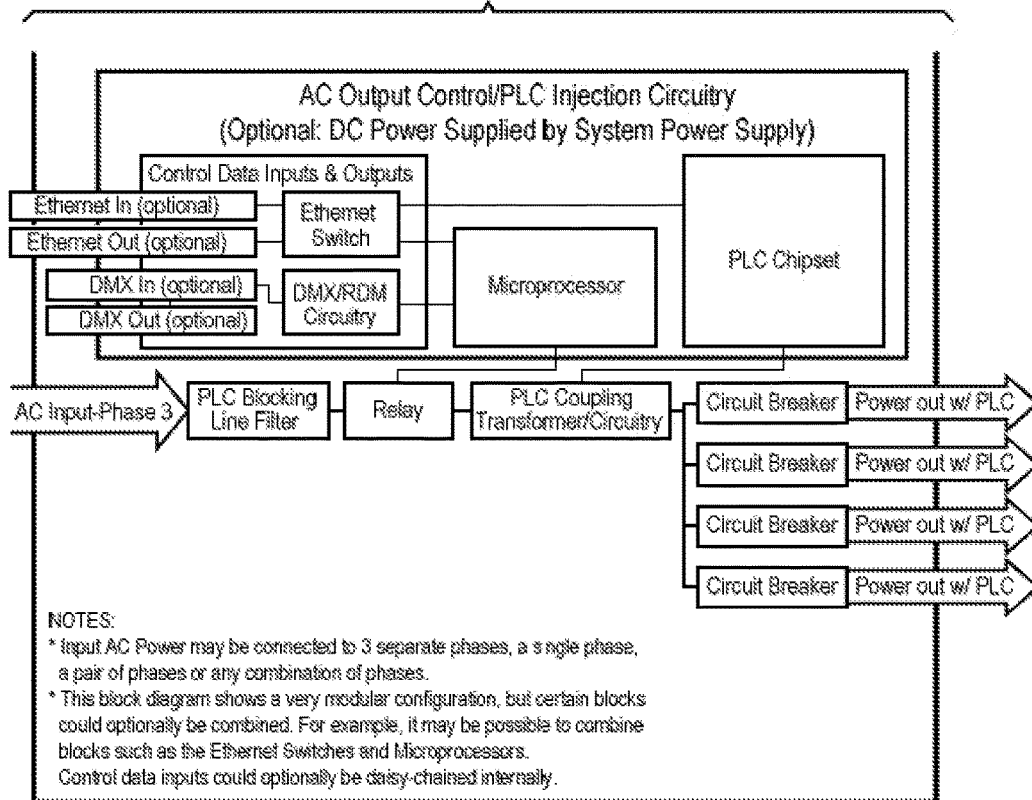 AC Output Control/PLC Injection Circuitry
(Optional: DC Power Supplied by System Power Supply)
Control Data Inputs & Outputs
Ethernet In (optional)
Ethernet Out (optional)
Ethernet
Switch
DMX In (optional)
DMX Out (optional)
DMX/RDM
Circuitry
Microprocessor
PLC Chipset
AC Input-Phase 3
PLC Blocking
Line Filter
Relay
PLC Coupling
Transformer/Circuitry
Circuit Breaker
Power out w/ PLC
Circuit Breaker
Power out w/ PLC
Circuit Breaker
Power out w/ PLC
Circuit Breaker
Power out w/ PLC
NOTES:
* Input AC Power may be connected to 3 separate phases, a single phase,
a pair of phases or any combination of phases.
* This block diagram shows a very modular configuration, but certain blocks
could optionally be combined. For example, it may be possible to combine
blocks such as the Ethernet Switches and Microprocessors.
Control data inputs could optionally be daisy-chained internally.